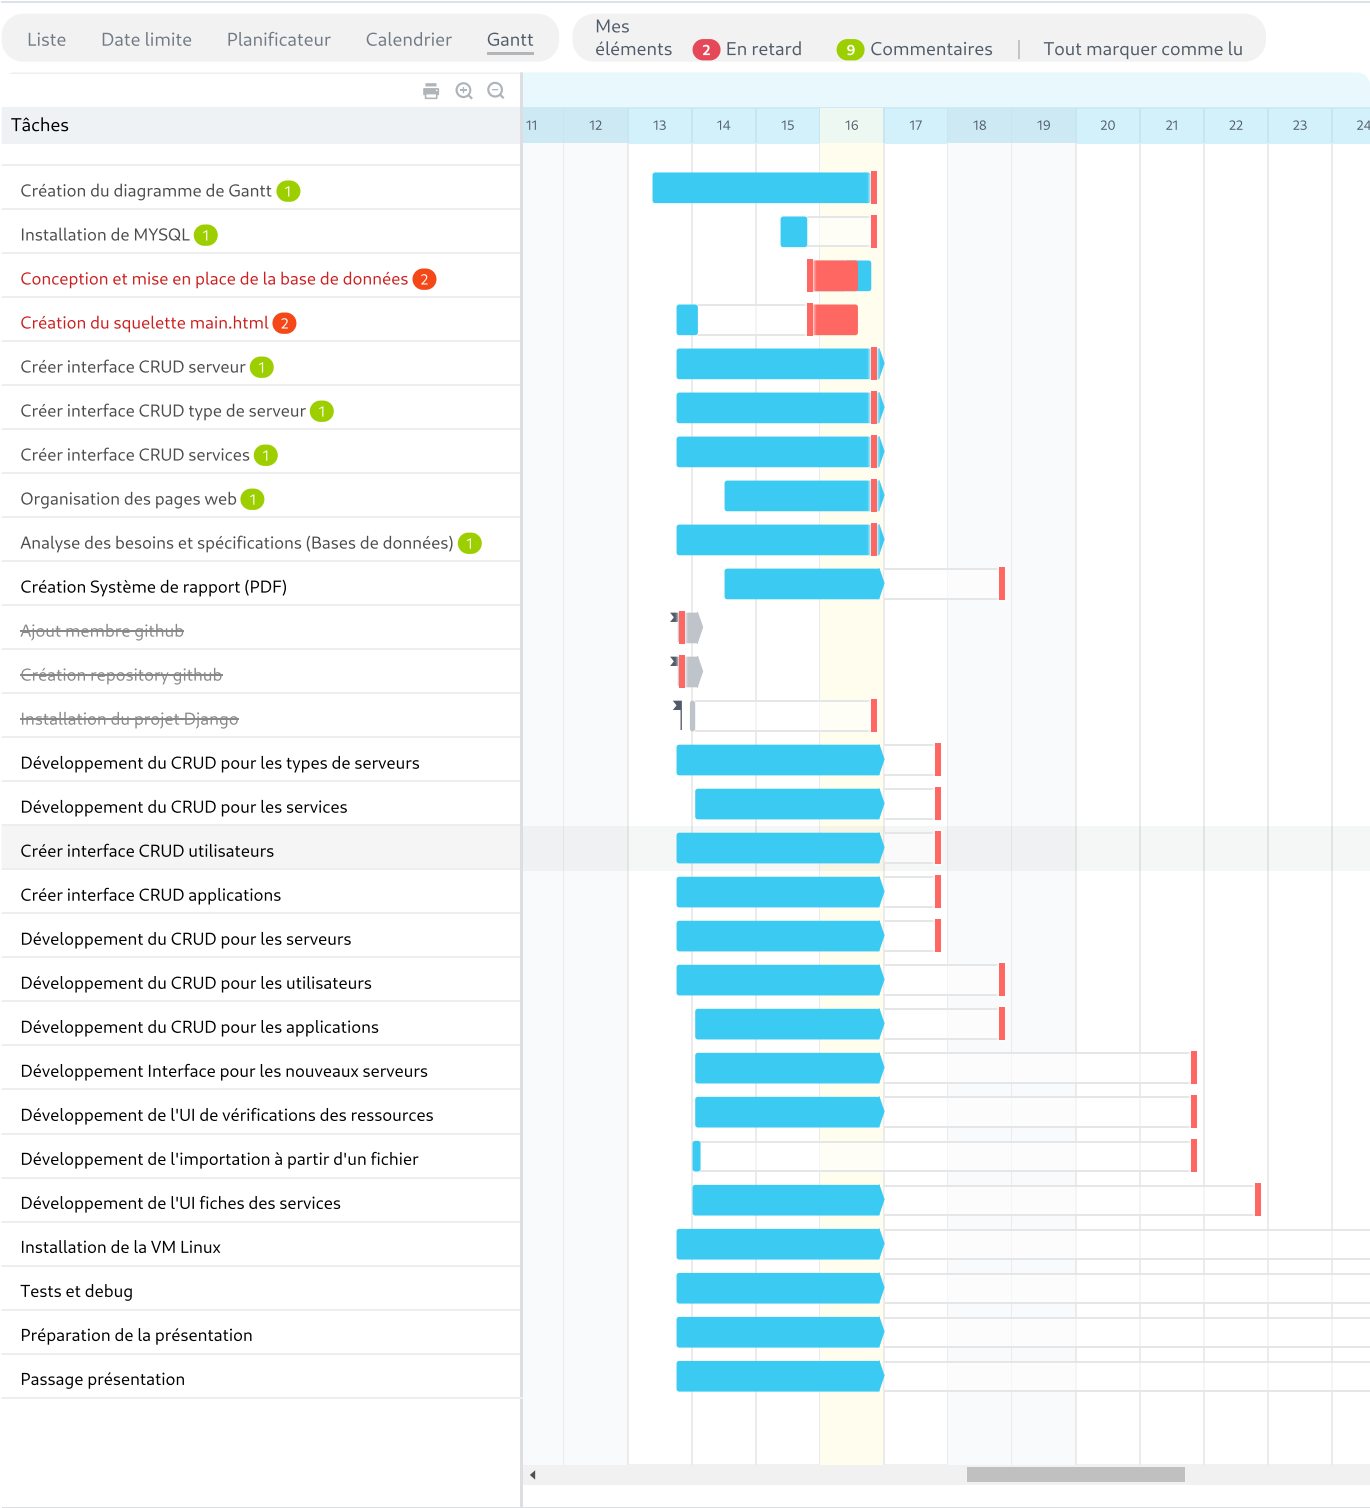 Liste Date limite Planificateur Calendrier Gantt
Mes
éléments 2 En retard 9 Commentaires | Tout marquer comme lu
Tâches 11 12 13 14 15 16 17 18 19 20 21 22 23 24
Création du diagramme de Gantt 1
Installation de MYSQL 1
Conception et mise en place de la base de données 2
Création du squelette main.html 2
Créer interface CRUD serveur 1
Créer interface CRUD type de serveur 1
Créer interface CRUD services 1
Organisation des pages web 1
Analyse des besoins et spécifications (Bases de données) 1
Création Système de rapport (PDF)
Ajout membre github
Création repository github
Installation du projet Django
Développement du CRUD pour les types de serveurs
Développement du CRUD pour les services
Créer interface CRUD utilisateurs
Créer interface CRUD applications
Développement du CRUD pour les serveurs
Développement du CRUD pour les utilisateurs
Développement du CRUD pour les applications
Développement Interface pour les nouveaux serveurs
Développement de l'UI de vérifications des ressources
Développement de l'importation à partir d'un fichier
Développement de l'UI fiches des services
Installation de la VM Linux
Tests et debug
Préparation de la présentation
Passage présentation